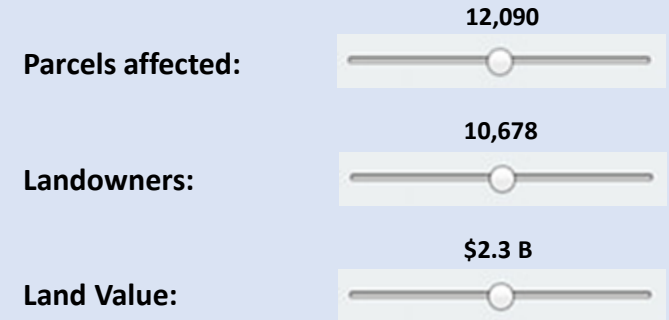 12,090
Parcels affected:
10,678
Landowners:
$2.3 B
Land Value: